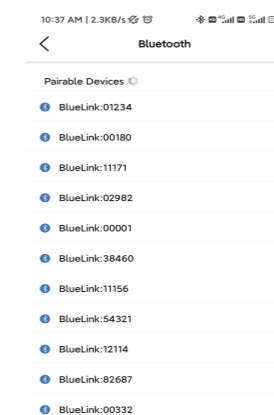 10:37 AM | 2.3KB/s
Bluetooth
Pairable Devices
BlueLink:01234
BlueLink:00180
BlueLink:11171
BlueLink:02982
BlueLink:00001
BlueLink:38460
BlueLink:11156
BlueLink:54321
BlueLink:12114
BlueLink:82687
BlueLink:00332